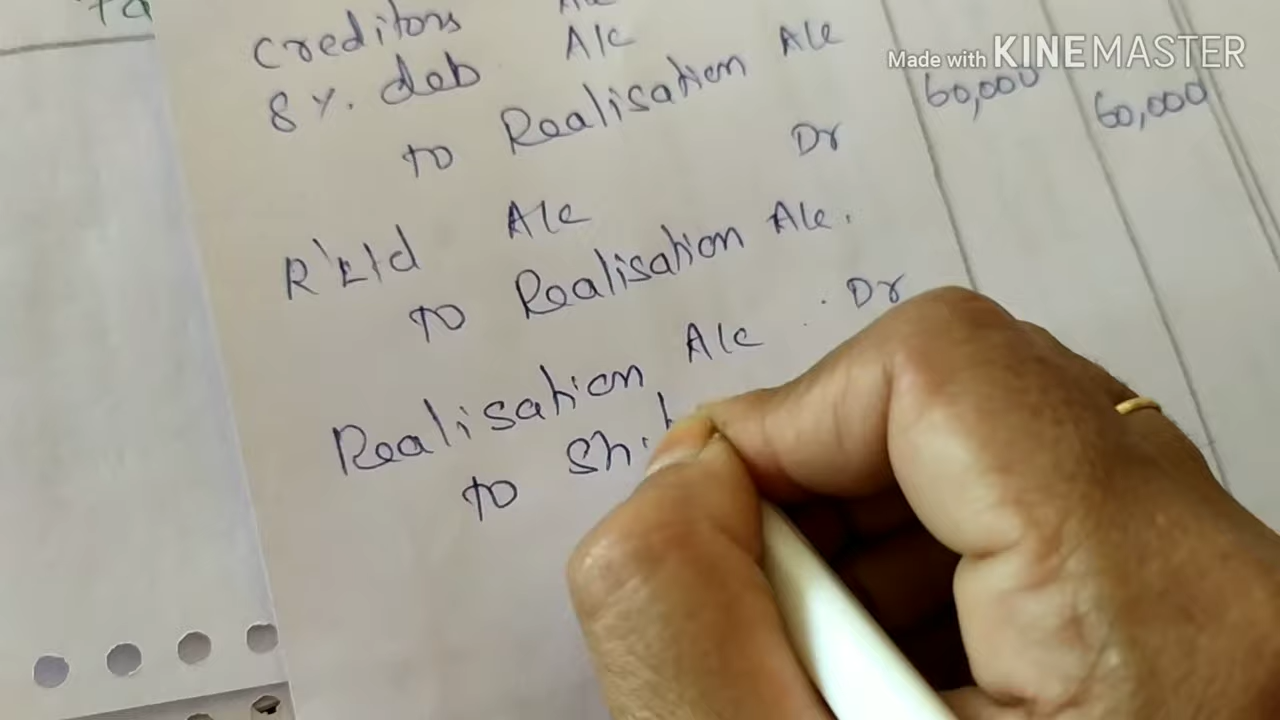 Made with KINEMASTER
Creditors A/c
8 %. deb A/c
to Realisation A/c 60,000 60,000
Dr
R'Ltd A/c
to Realisation A/c.
Dr
Realisation A/c
to Sh